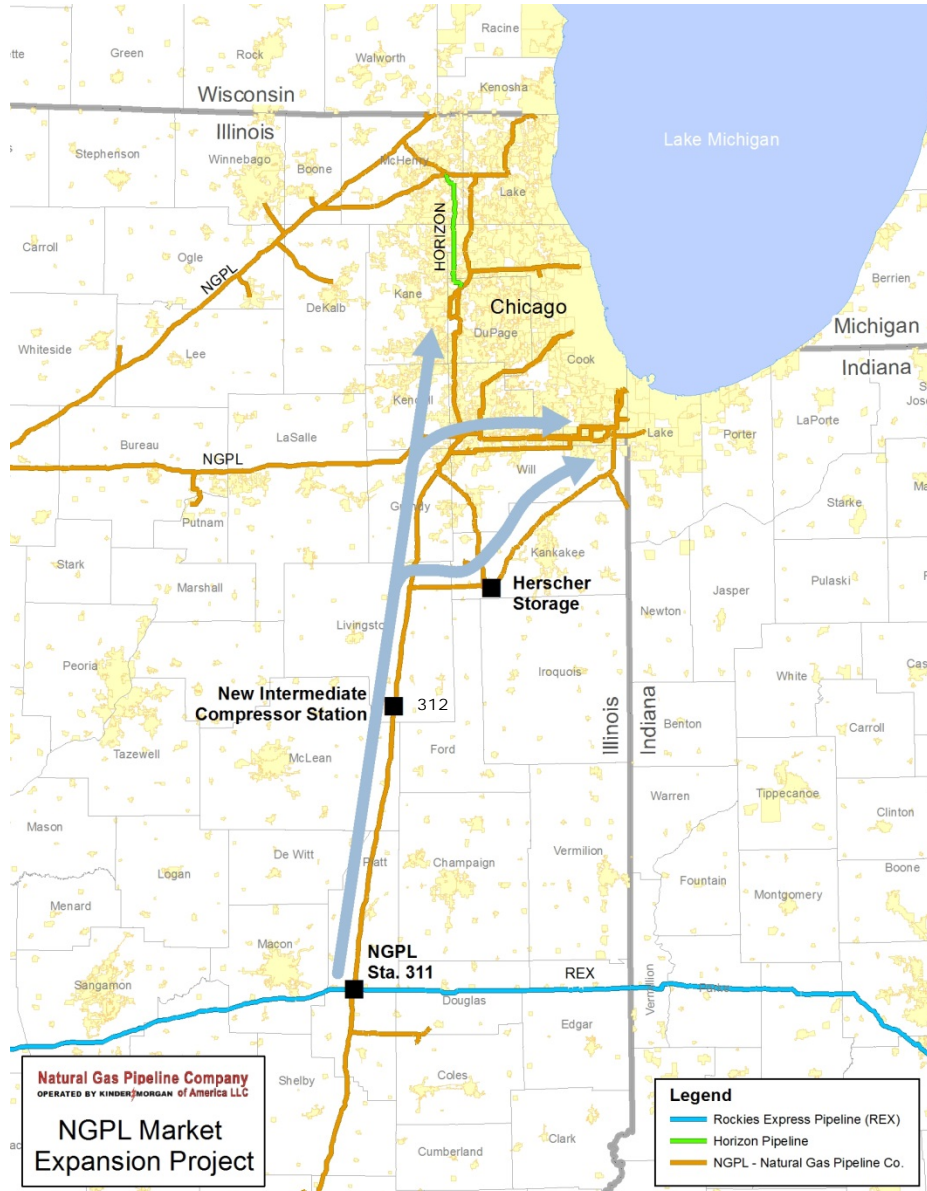 Racine
Green
Rock
Walworth
Kenosha
Wisconsin
Illinois
Lake Michigan
Stephenson
Winnebago
Boone
McHenry
Lake
HORIZON
Carroll
Ogle
NGPL
DeKalb
Kane
Berrien
Chicago
DuPage
Michigan
Indiana
Whiteside
Lee
Cook
Kendall
LaPorte
Bureau
LaSalle
NGPL
Lake
Porter
Will
Putnam
Grundy
Starke
Stark
Marshall
Kankakee
Herscher
Storage
Newton
Jasper
Pulaski
Livingston
Peoria
Iroquois
White
New Intermediate
Compressor Station
312
Illinois
Indiana
Benton
Carroll
Tazewell
McLean
Ford
Warren
Tippecanoe
Clinton
Mason
De Witt
Piatt
Champaign
Vermilion
Logan
Fountain
Boone
Menard
Montgomery
Macon
NGPL
Sta. 311
REX
Sangamon
Douglas
Vermillion
Parke
Edgar
Shelby
Coles
Cumberland
Clark
Natural Gas Pipeline Company
OPERATED BY KINDER MORGAN of America LLC
NGPL Market
Expansion Project
Legend
Rockies Express Pipeline (REX)
Horizon Pipeline
NGPL - Natural Gas Pipeline Co.